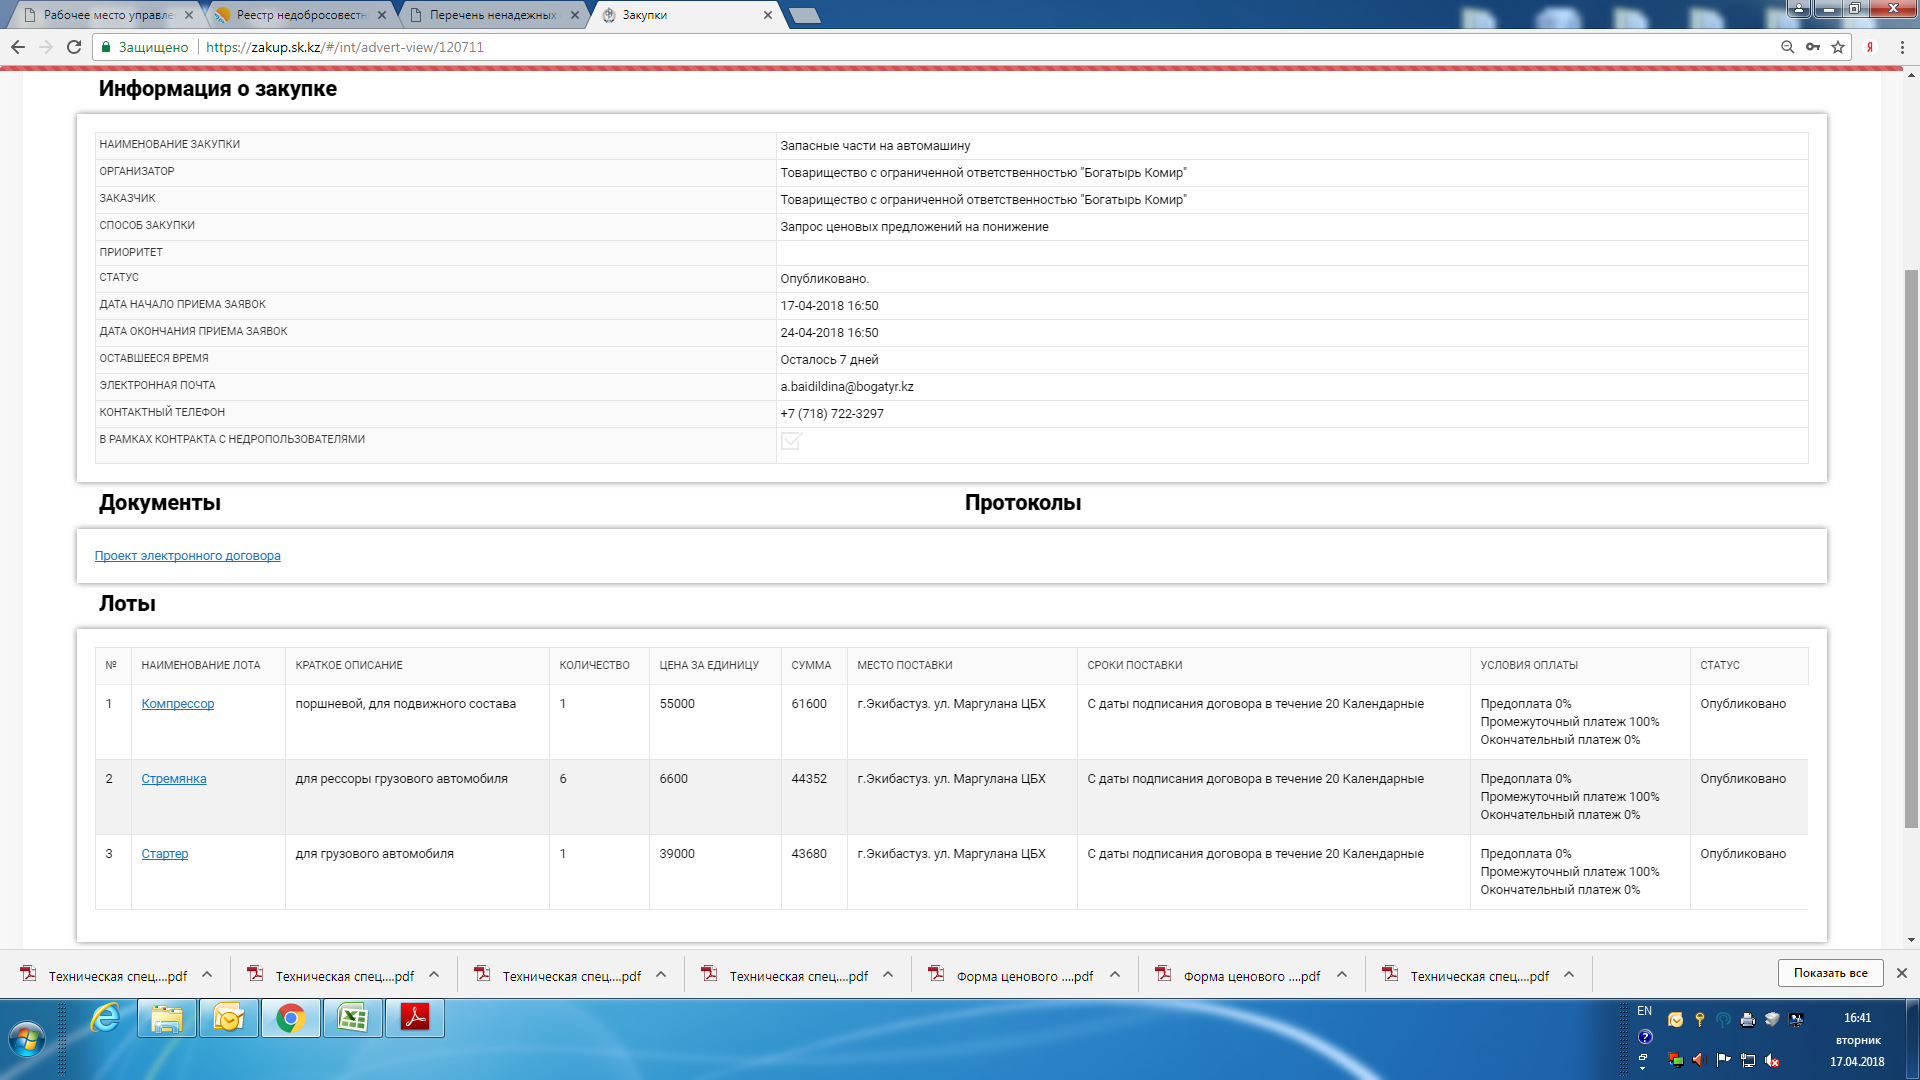 Рабочее место управле
Реестр недобросовестн
Перечень ненадежных
Закупки
Защищено
https://zakup.sk.kz/#/int/advert-view/120711
Информация о закупке
НАИМЕНОВАНИЕ ЗАКУПКИ Запасные части на автомашину
ОРГАНИЗАТОР Товарищество с ограниченной ответственностью "Богатырь Комир"
ЗАКАЗЧИК Товарищество с ограниченной ответственностью "Богатырь Комир"
СПОСОБ ЗАКУПКИ Запрос ценовых предложений на понижение
ПРИОРИТЕТ
СТАТУС Опубликовано.
ДАТА НАЧАЛО ПРИЕМА ЗАЯВОК 17-04-2018 16:50
ДАТА ОКОНЧАНИЯ ПРИЕМА ЗАЯВОК 24-04-2018 16:50
ОСТАВШЕЕСЯ ВРЕМЯ Осталось 7 дней
ЭЛЕКТРОННАЯ ПОЧТА a.baidildina@bogatyr.kz
КОНТАКТНЫЙ ТЕЛЕФОН +7 (718) 722-3297
В РАМКАХ КОНТРАКТА С НЕДРОПОЛЬЗОВАТЕЛЯМИ
Документы Протоколы
Проект электронного договора
Лоты
№ НАИМЕНОВАНИЕ ЛОТА КРАТКОЕ ОПИСАНИЕ КОЛИЧЕСТВО ЦЕНА ЗА ЕДИНИЦУ СУММА МЕСТО ПОСТАВКИ СРОКИ ПОСТАВКИ УСЛОВИЯ ОПЛАТЫ СТАТУС
1 Компрессор поршневой, для подвижного состава 1 55000 61600 г.Экибастуз. ул. Маргулана ЦБХ С даты подписания договора в течение 20 Календарные Предоплата 0% Опубликовано
Промежуточный платеж 100%
Окончательный платеж 0%
2 Стремянка для рессоры грузового автомобиля 6 6600 44352 г.Экибастуз. ул. Маргулана ЦБХ С даты подписания договора в течение 20 Календарные Предоплата 0% Опубликовано
Промежуточный платеж 100%
Окончательный платеж 0%
3 Стартер для грузового автомобиля 1 39000 43680 г.Экибастуз. ул. Маргулана ЦБХ С даты подписания договора в течение 20 Календарные Предоплата 0% Опубликовано
Промежуточный платеж 100%
Окончательный платеж 0%
Техническая спец....pdf
Техническая спец....pdf
Техническая спец....pdf
Техническая спец....pdf
Форма ценового ....pdf
Форма ценового ....pdf
Техническая спец....pdf
Показать все
EN
16:41
вторник
17.04.2018